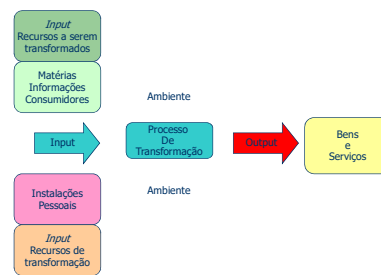 Input
Recursos a serem
transformados
Matérias
Informações
Consumidores
Ambiente
Input
Processo
De
Transformação
Output
Bens
e
Serviços
Instalações
Pessoais
Ambiente
Input
Recursos de
transformação